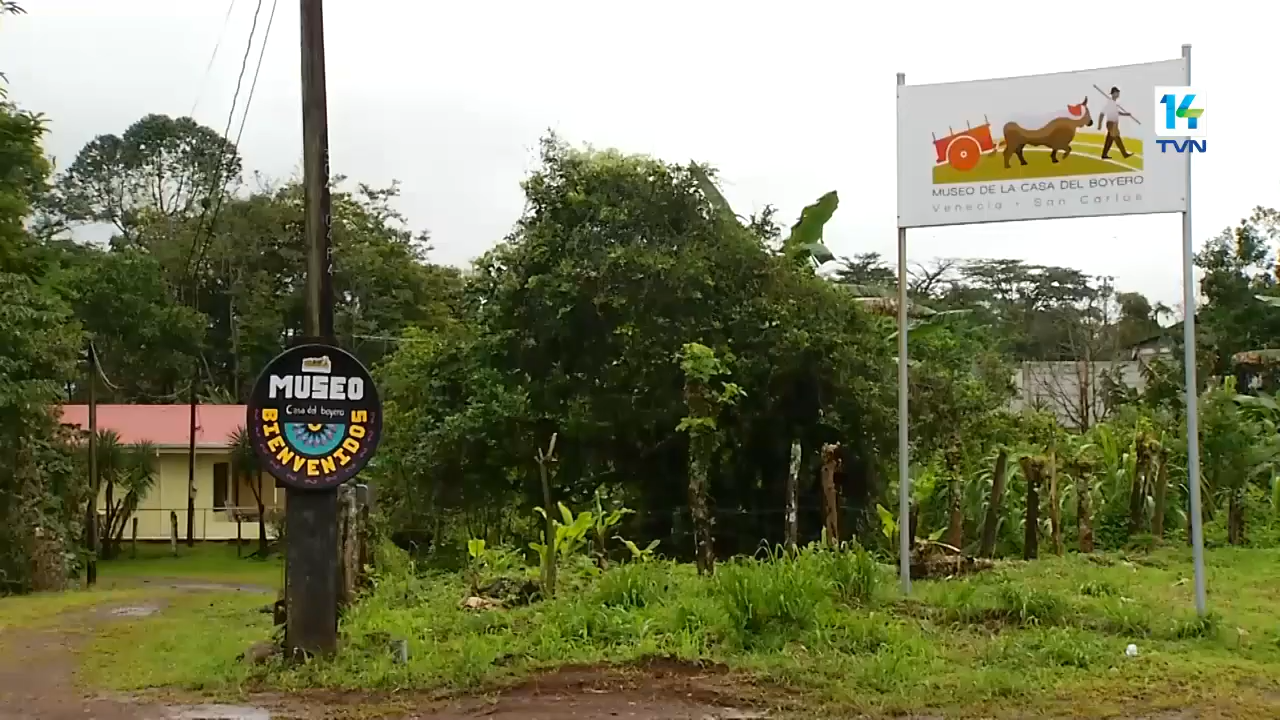 MUSEO
Casa del boyero
BIENVENIDOS
MUSEO DE LA CASA DEL BOYERO
Venecia • San Carlos
14
TVN